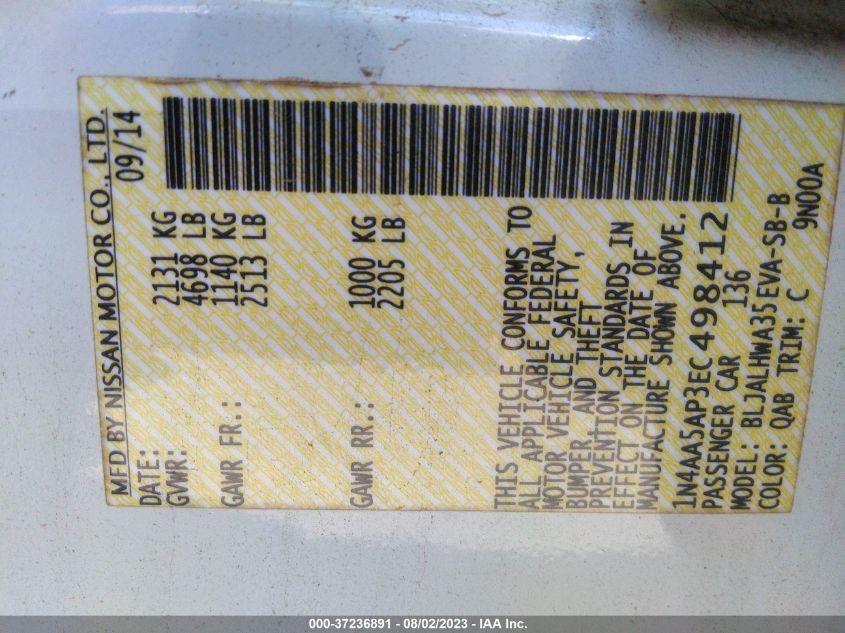 MFD BY NISSAN MOTOR CO., LTD.
DATE: 09/14
GVWR: 2131 KG
4698 LB
GAWR FR.: 1140 KG
2513 LB
GAWR RR.: 1000 KG
2205 LB
THIS VEHICLE CONFORMS TO
ALL APPLICABLE FEDERAL
MOTOR VEHICLE SAFETY,
BUMPER, AND THEFT
PREVENTION STANDARDS IN
EFFECT ON THE DATE OF
MANUFACTURE SHOWN ABOVE.
1N4AA5AP3EC498412
PASSENGER CAR 136
MODEL: BLJALHWA35EVA-SB-B
COLOR: QAB TRIM: C 9N00A
000-37236891 - 08/02/2023 - IAA Inc.